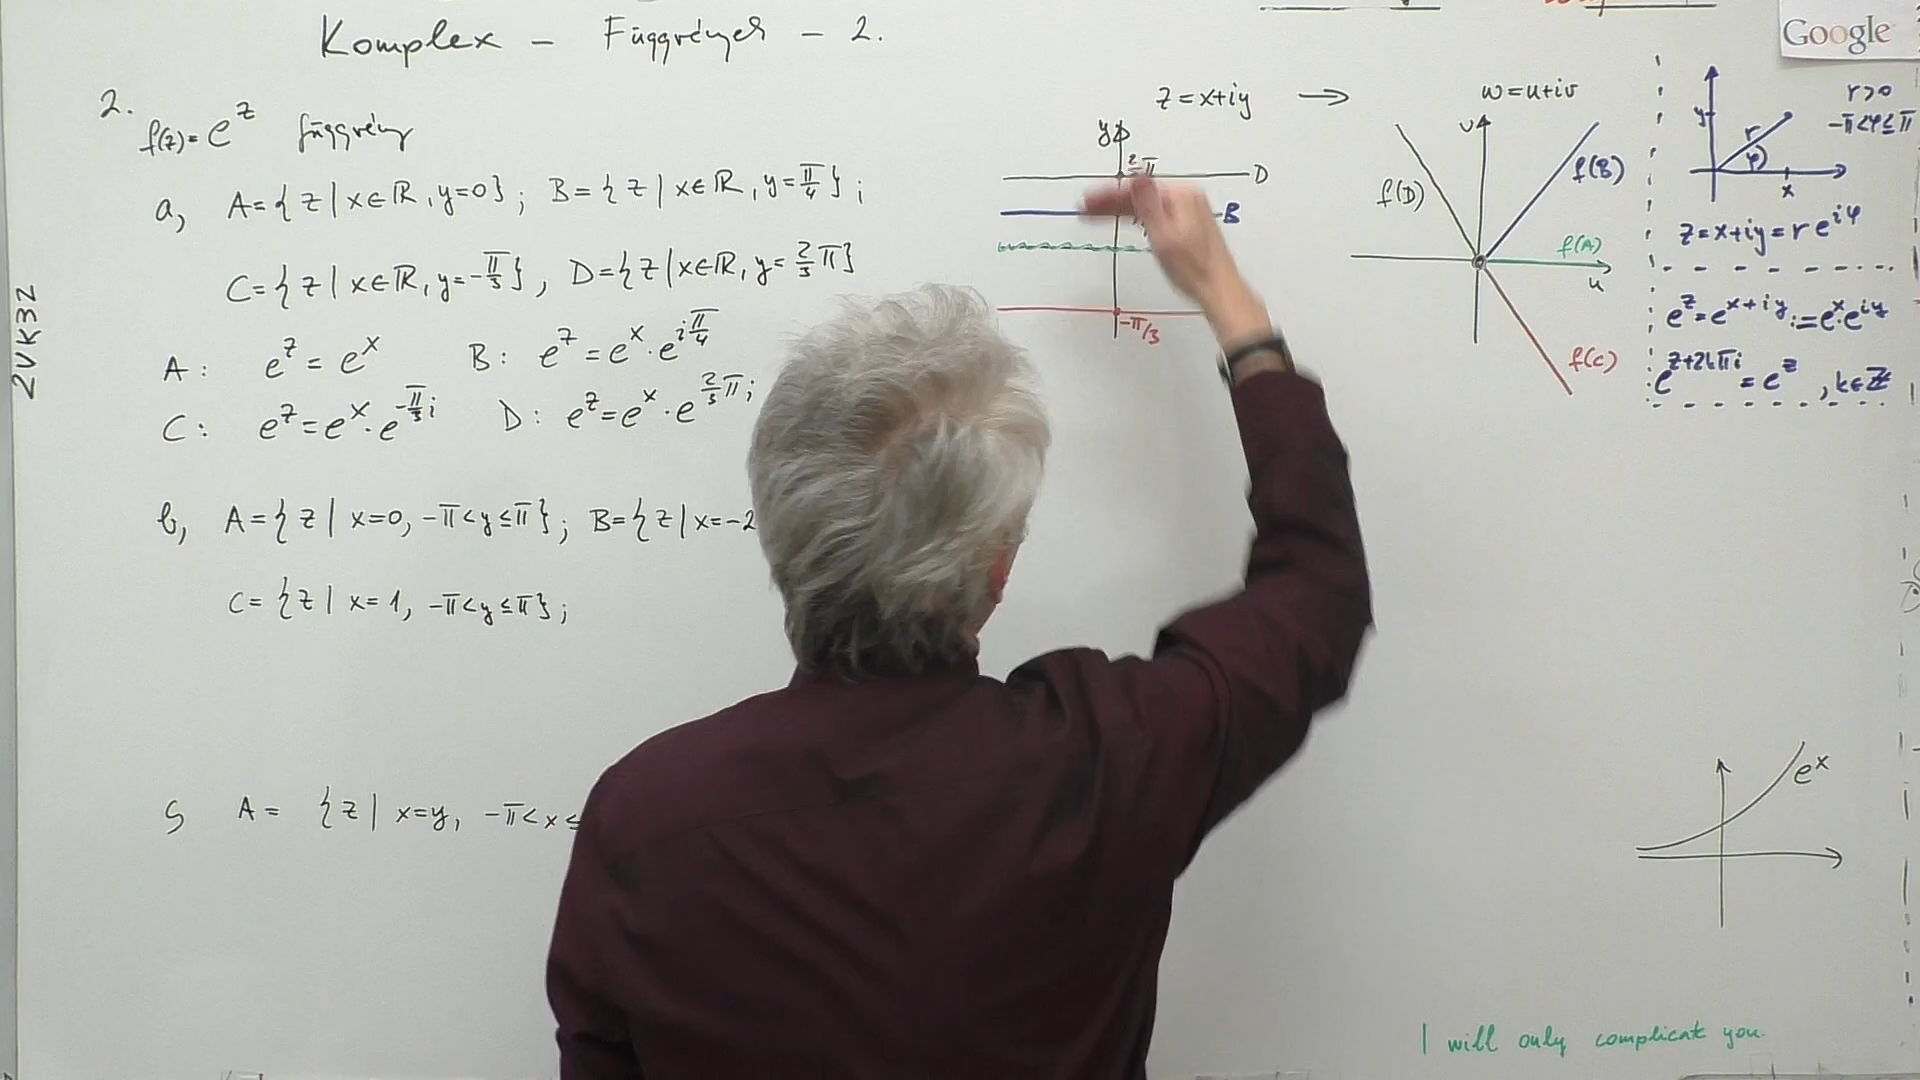 Komplex – Függvények – 2.
Google
2. f(z) = e^z függvény
a, A = { z | x∈ℝ, y=0 } ; B = { z | x∈ℝ, y=π/4 } ;
C = { z | x∈ℝ, y=-π/3 } , D = { z | x∈ℝ, y=2/3 π }
A: e^z = e^x B: e^z = e^x · e^{iπ/4}
C: e^z = e^x · e^{-π/3 i} D: e^z = e^x · e^{2/3 π i}
b, A = { z | x=0, -π<y≤π } ; B = { z | x=-2
C = { z | x=1, -π<y≤π } ;
A = { z | x=y, -π<x≤
2VK3Z
z = x+iy → w = u+iv
y
D
B
-π/3
v
f(D)
f(B)
f(A)
u
f(C)
r>0
-π<φ≤π
y
r
φ
x
z = x+iy = r e^{iφ}
e^z = e^{x+iy} := e^x · e^{iy}
e^{z+2kπi} = e^z , k∈ℤ
e^x
I will only complicate you.